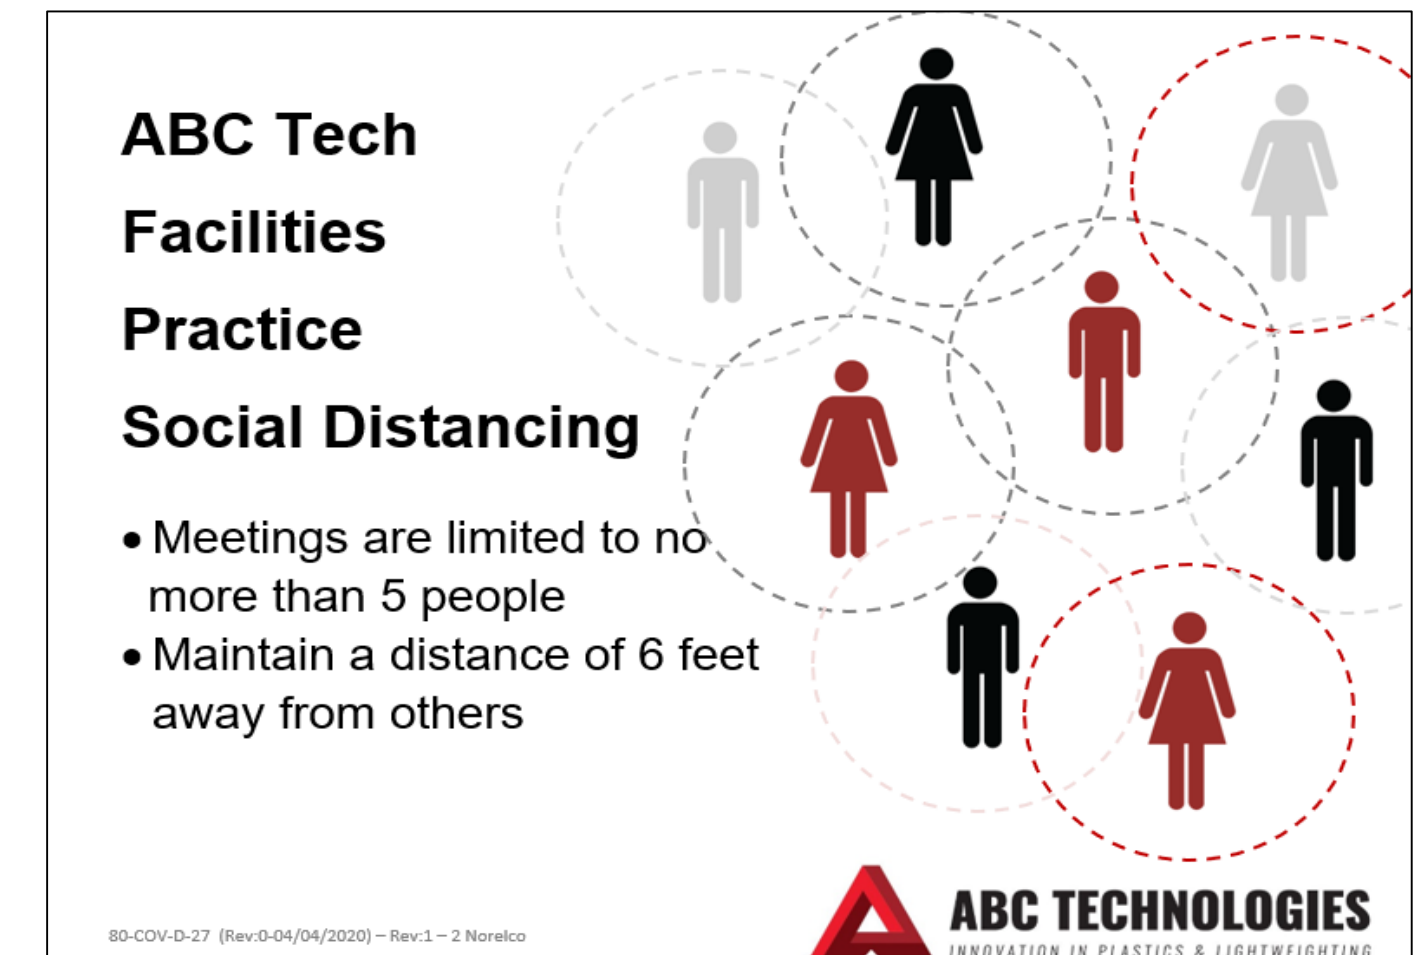 ABC Tech
Facilities
Practice
Social Distancing
• Meetings are limited to no
more than 5 people
• Maintain a distance of 6 feet
away from others
80-COV-D-27 (Rev:0-04/04/2020) – Rev:1 – 2 Norelco
ABC TECHNOLOGIES
INNOVATION IN PLASTICS & LIGHTWEIGHTING